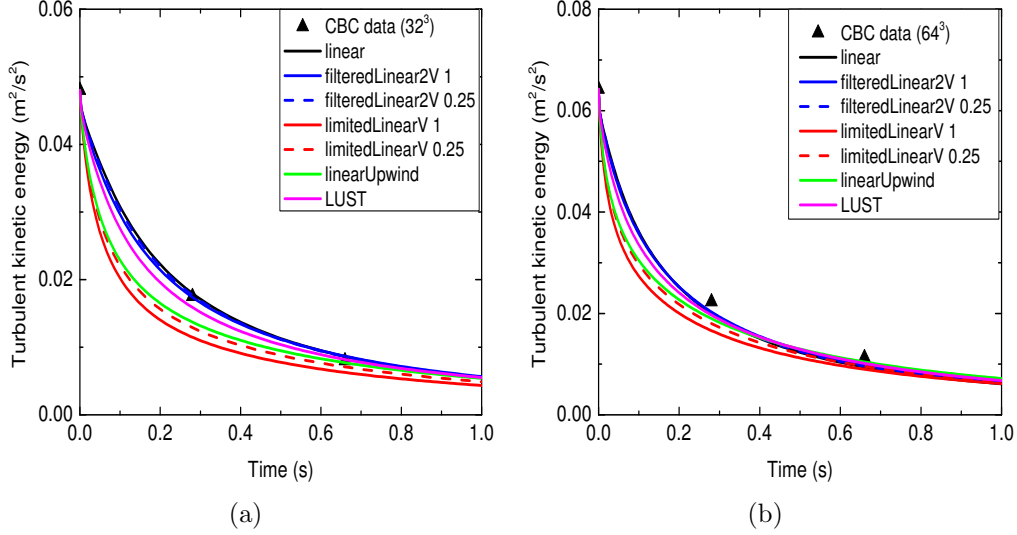 0.06
0.04
0.02
0.00
Turbulent kinetic energy (m²/s²)
CBC data (32³)
linear
filteredLinear2V 1
filteredLinear2V 0.25
limitedLinearV 1
limitedLinearV 0.25
linearUpwind
LUST
0.0 0.2 0.4 0.6 0.8 1.0
Time (s)
(a)
0.08
0.06
0.04
0.02
0.00
Turbulent kinetic energy (m²/s²)
CBC data (64³)
linear
filteredLinear2V 1
filteredLinear2V 0.25
limitedLinearV 1
limitedLinearV 0.25
linearUpwind
LUST
0.0 0.2 0.4 0.6 0.8 1.0
Time (s)
(b)